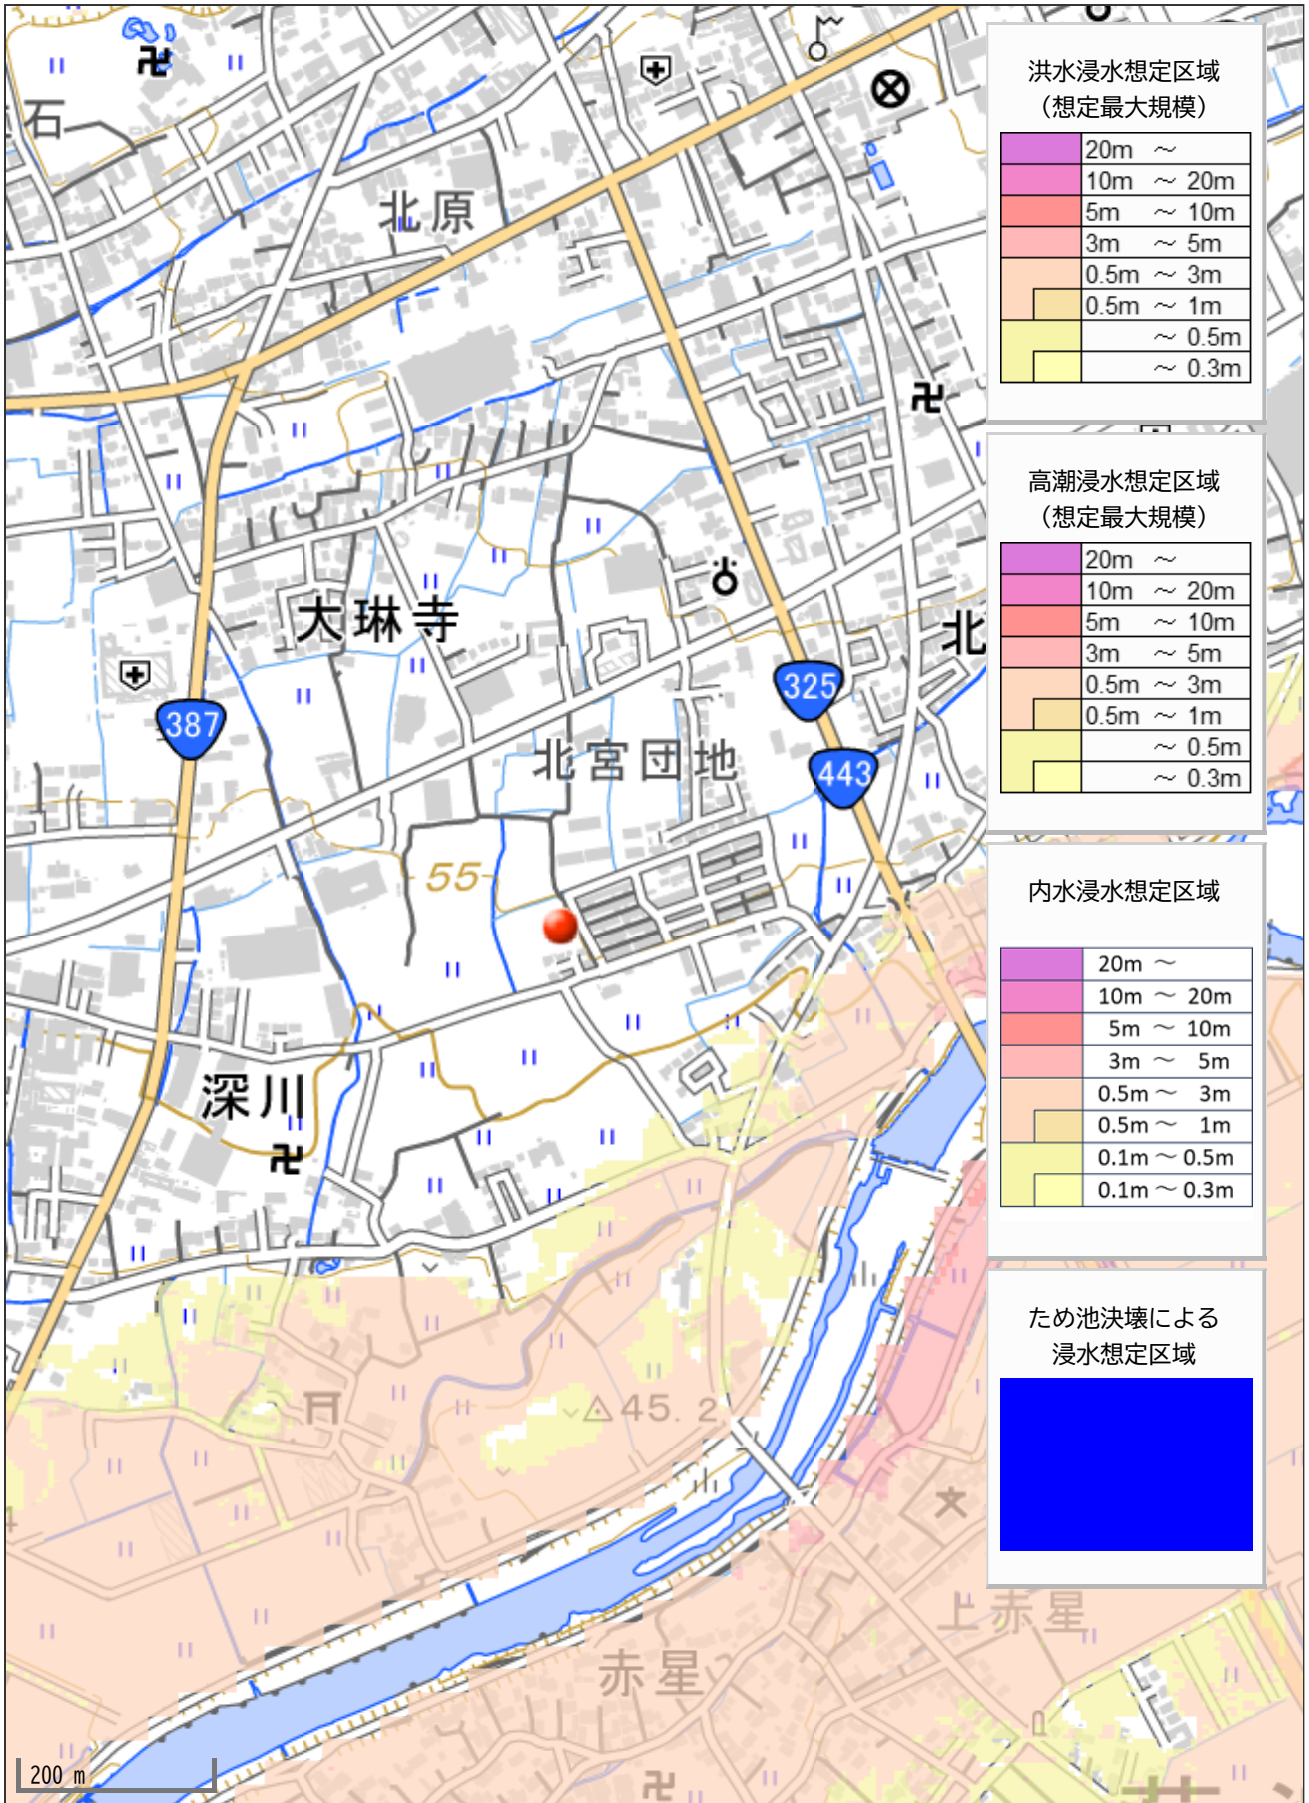 石
北原
大琳寺
北
387
325
443
北宮団地
55
深川
45.2
赤星
上赤星
200 m
洪水浸水想定区域
（想定最大規模）
20m ～
10m ～ 20m
5m ～ 10m
3m ～ 5m
0.5m ～ 3m
0.5m ～ 1m
～ 0.5m
～ 0.3m
高潮浸水想定区域
（想定最大規模）
20m ～
10m ～ 20m
5m ～ 10m
3m ～ 5m
0.5m ～ 3m
0.5m ～ 1m
～ 0.5m
～ 0.3m
内水浸水想定区域
20m ～
10m ～ 20m
5m ～ 10m
3m ～ 5m
0.5m ～ 3m
0.5m ～ 1m
0.1m ～ 0.5m
0.1m ～ 0.3m
ため池決壊による
浸水想定区域